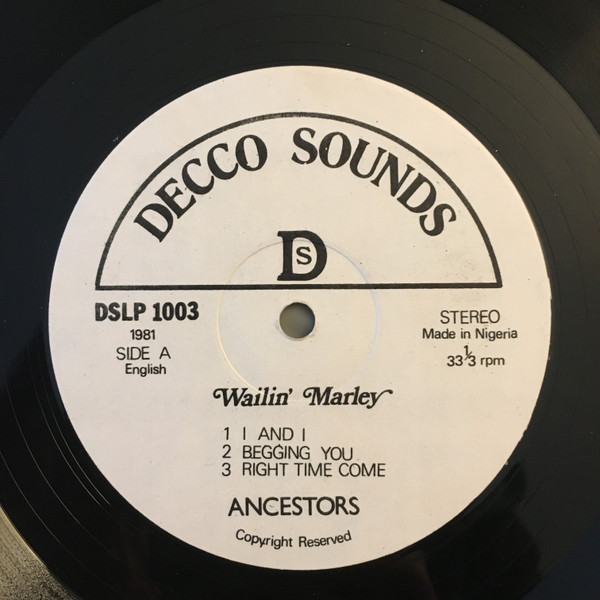 DECCO SOUNDS
DS
DSLP 1003
1981
SIDE A
English
STEREO
Made in Nigeria
33⅓ rpm
Wailin' Marley
1 I AND I
2 BEGGING YOU
3 RIGHT TIME COME
ANCESTORS
Copyright Reserved